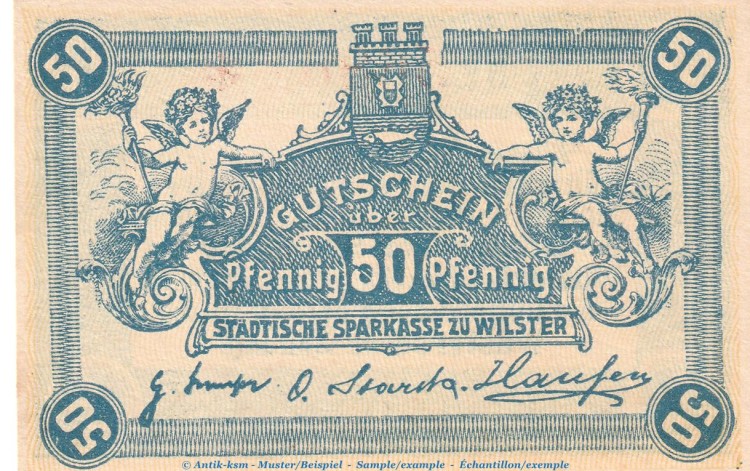 50 50
GUTSCHEIN
über
Pfennig 50 Pfennig
STÄDTISCHE SPARKASSE ZU WILSTER
O. Hansen
50 50
© Antik-ksm - Muster/Beispiel - Sample/example - Échantillon/exemple